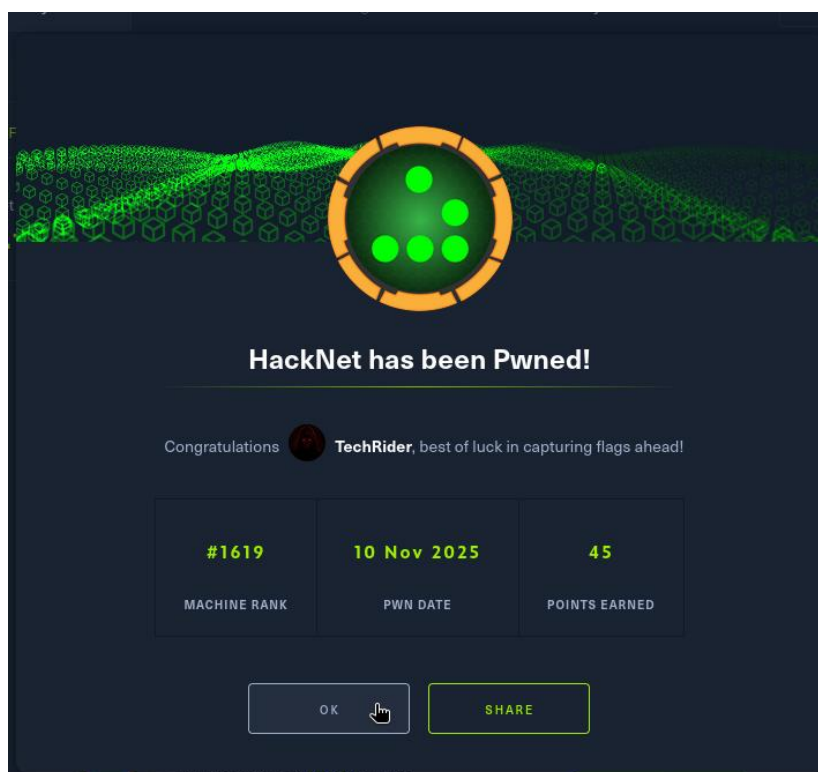 HackNet has been Pwned!
Congratulations TechRider, best of luck in capturing flags ahead!
#1619 10 Nov 2025 45
MACHINE RANK PWN DATE POINTS EARNED
OK SHARE